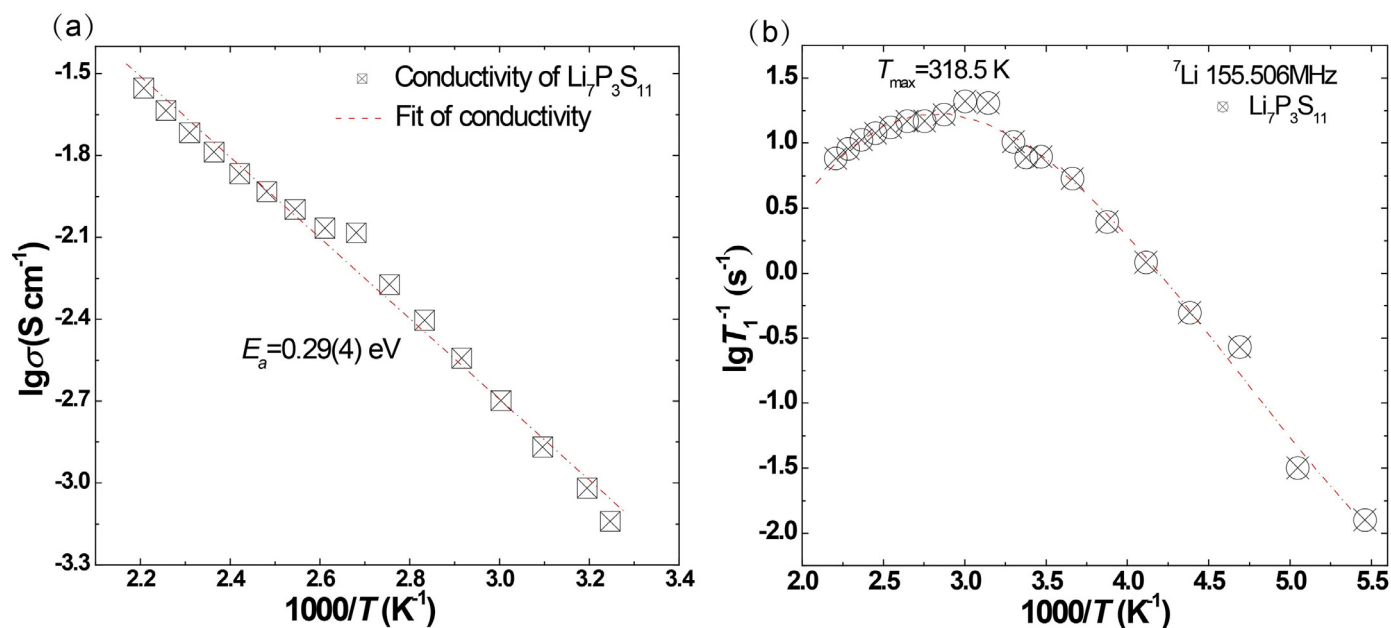 (a)
lgσ(S cm⁻¹)
-1.5
-1.8
-2.1
-2.4
-2.7
-3.0
-3.3
Conductivity of Li₇P₃S₁₁
Fit of conductivity
Eₐ=0.29(4) eV
2.2 2.4 2.6 2.8 3.0 3.2 3.4
1000/T (K⁻¹)
(b)
lgT₁⁻¹ (s⁻¹)
1.5
1.0
0.5
0.0
-0.5
-1.0
-1.5
-2.0
Tmax=318.5 K
⁷Li 155.506MHz
Li₇P₃S₁₁
2.0 2.5 3.0 3.5 4.0 4.5 5.0 5.5
1000/T (K⁻¹)